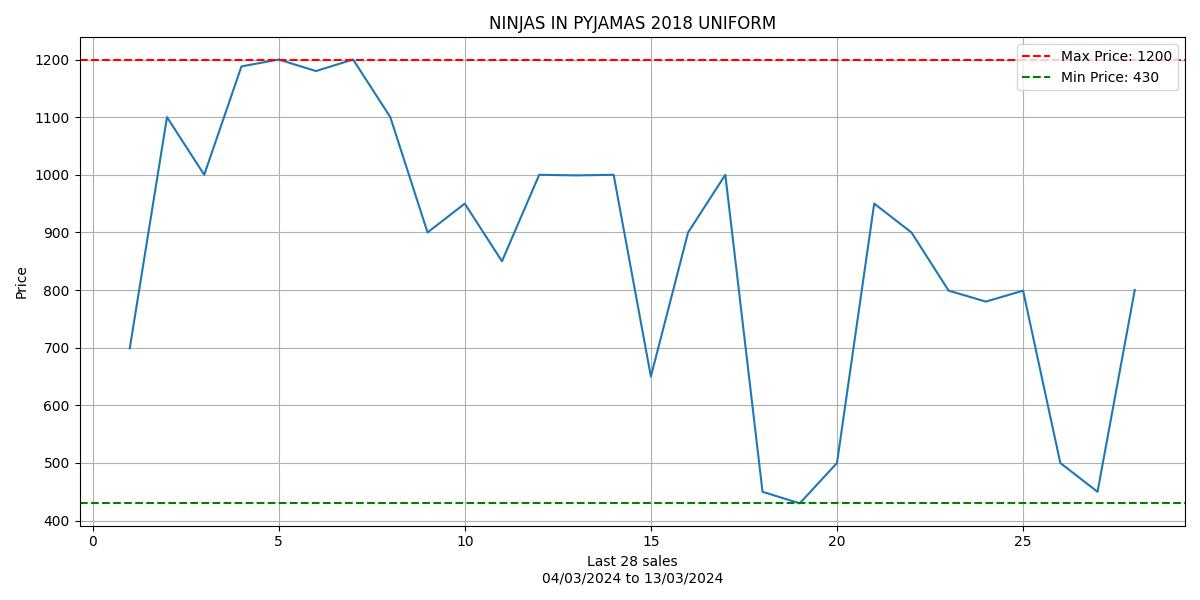 NINJAS IN PYJAMAS 2018 UNIFORM
Max Price: 1200
Min Price: 430
Price
1200
1100
1000
900
800
700
600
500
400
0 5 10 15 20 25
Last 28 sales
04/03/2024 to 13/03/2024